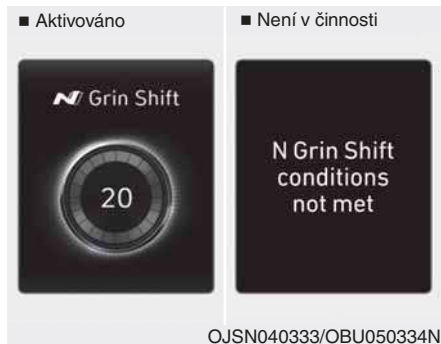 ■ Aktivováno
■ Není v činnosti
N Grin Shift
20
N Grin Shift
conditions
not met
OJSN040333/OBU050334N